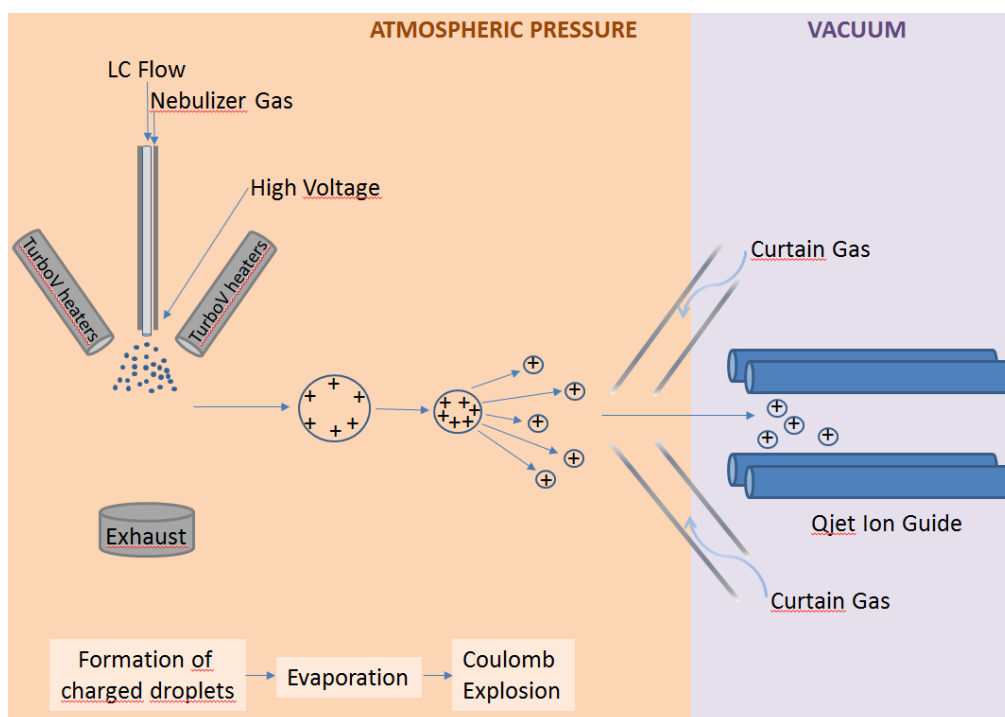 ATMOSPHERIC PRESSURE
VACUUM
LC Flow
Nebulizer Gas
High Voltage
TurboV heaters
TurboV heaters
Curtain Gas
+ + + + + +
+ + + + + + +
+
+
+
+
+
+
+
+
+
Qjet Ion Guide
Exhaust
Curtain Gas
Formation of
charged droplets
Evaporation
Coulomb
Explosion